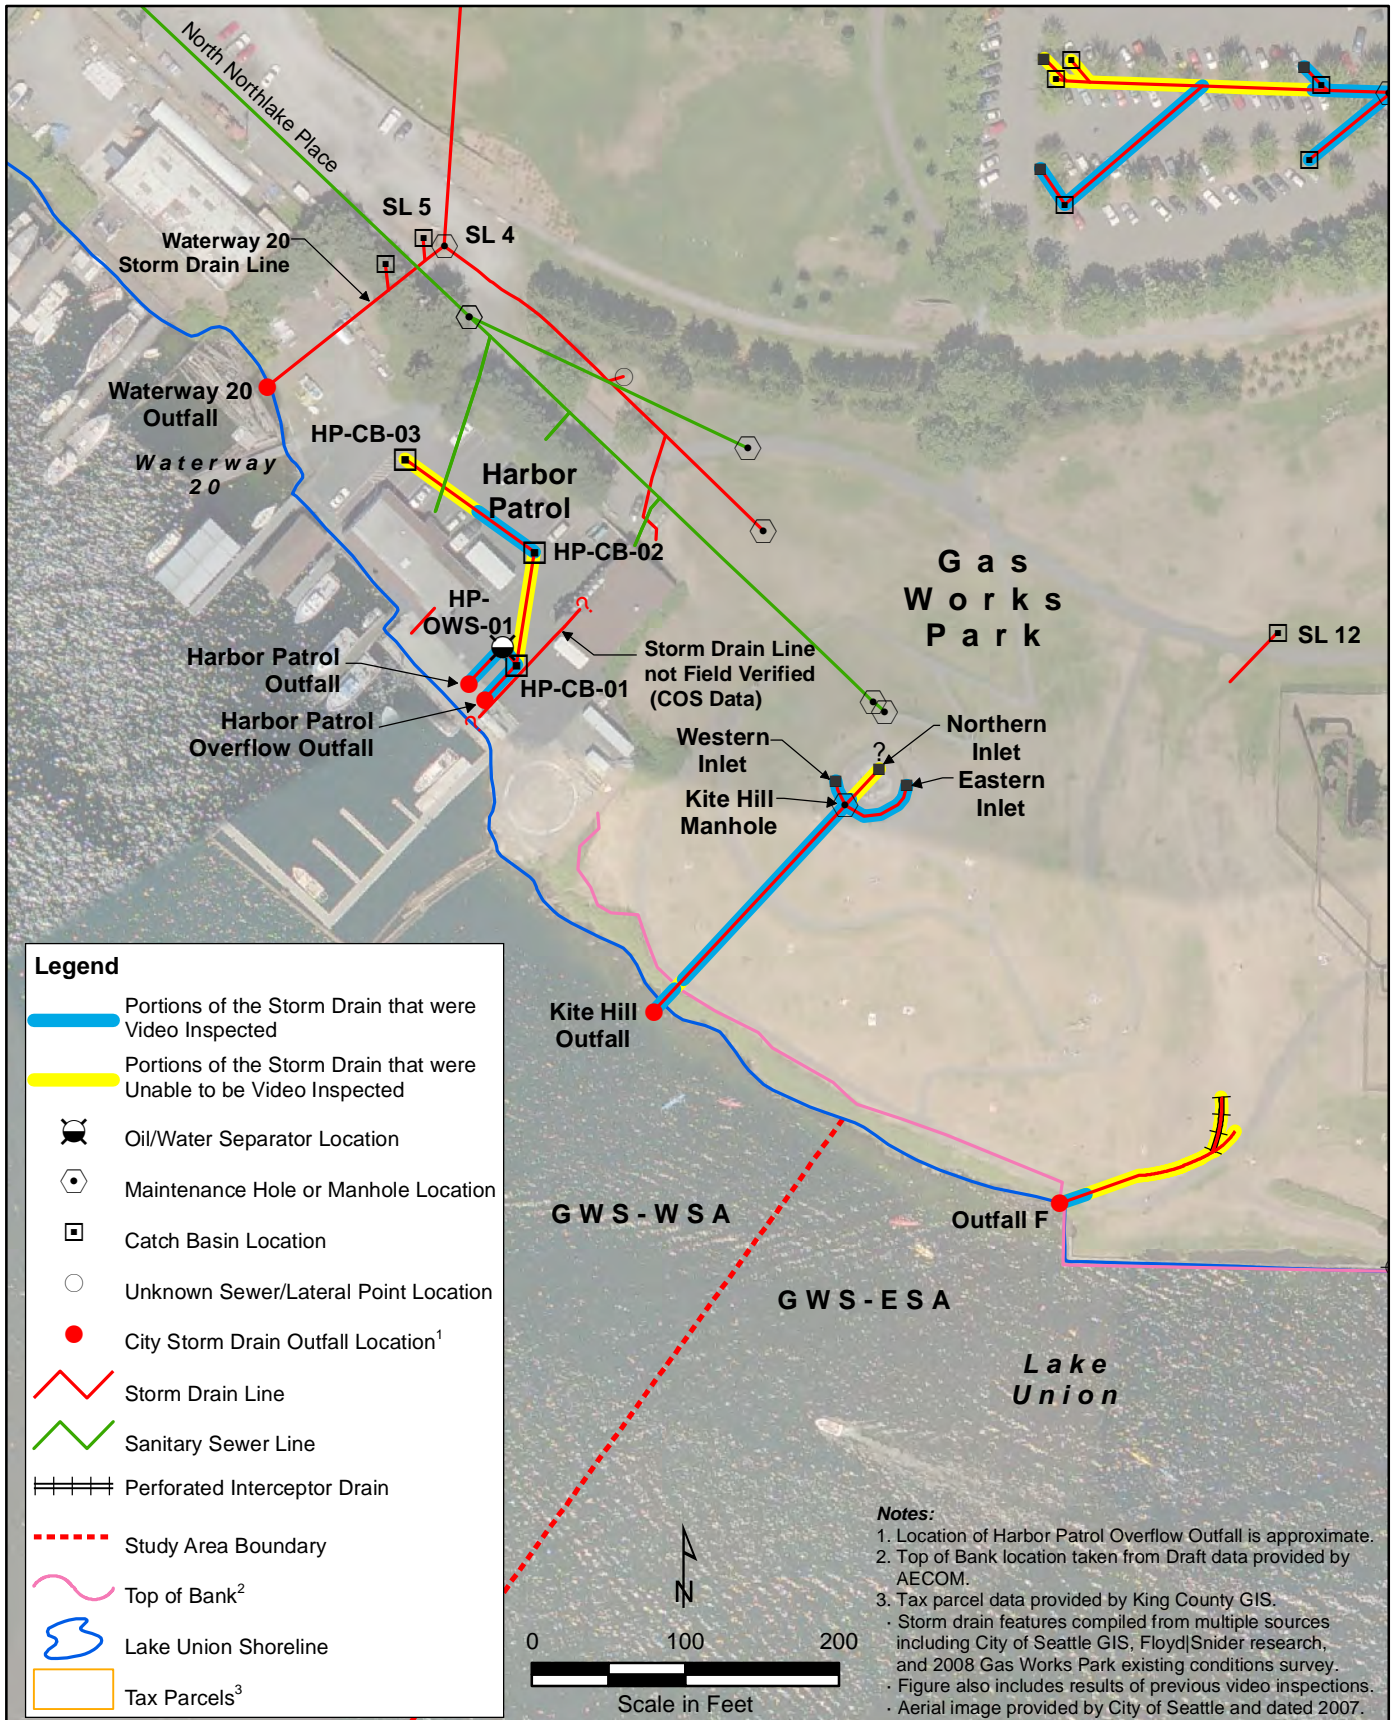 North Northlake Place
SL 5
SL 4
Waterway 20
Storm Drain Line
Waterway 20
Outfall
HP-CB-03
Waterway
20
Harbor
Patrol
HP-CB-02
Gas
Works
Park
HP-
OWS-01
?
SL 12
Harbor Patrol
Outfall
Storm Drain Line
not Field Verified
(COS Data)
HP-CB-01
Harbor Patrol
Overflow Outfall
?
Western
Inlet
?
Northern
Inlet
Eastern
Inlet
Kite Hill
Manhole
Kite Hill
Outfall
GWS-WSA
Outfall F
GWS-ESA
Lake
Union
Legend
Portions of the Storm Drain that were
Video Inspected
Portions of the Storm Drain that were
Unable to be Video Inspected
Oil/Water Separator Location
Maintenance Hole or Manhole Location
Catch Basin Location
Unknown Sewer/Lateral Point Location
City Storm Drain Outfall Location1
Storm Drain Line
Sanitary Sewer Line
Perforated Interceptor Drain
Study Area Boundary
Top of Bank2
Lake Union Shoreline
Tax Parcels3
N
0 100 200
Scale in Feet
Notes:
1. Location of Harbor Patrol Overflow Outfall is approximate.
2. Top of Bank location taken from Draft data provided by
AECOM.
3. Tax parcel data provided by King County GIS.
· Storm drain features compiled from multiple sources
including City of Seattle GIS, Floyd|Snider research,
and 2008 Gas Works Park existing conditions survey.
· Figure also includes results of previous video inspections.
· Aerial image provided by City of Seattle and dated 2007.